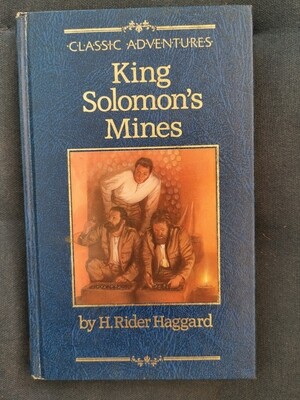 CLASSIC ADVENTURES
King
Solomon's
Mines
by H. Rider Haggard